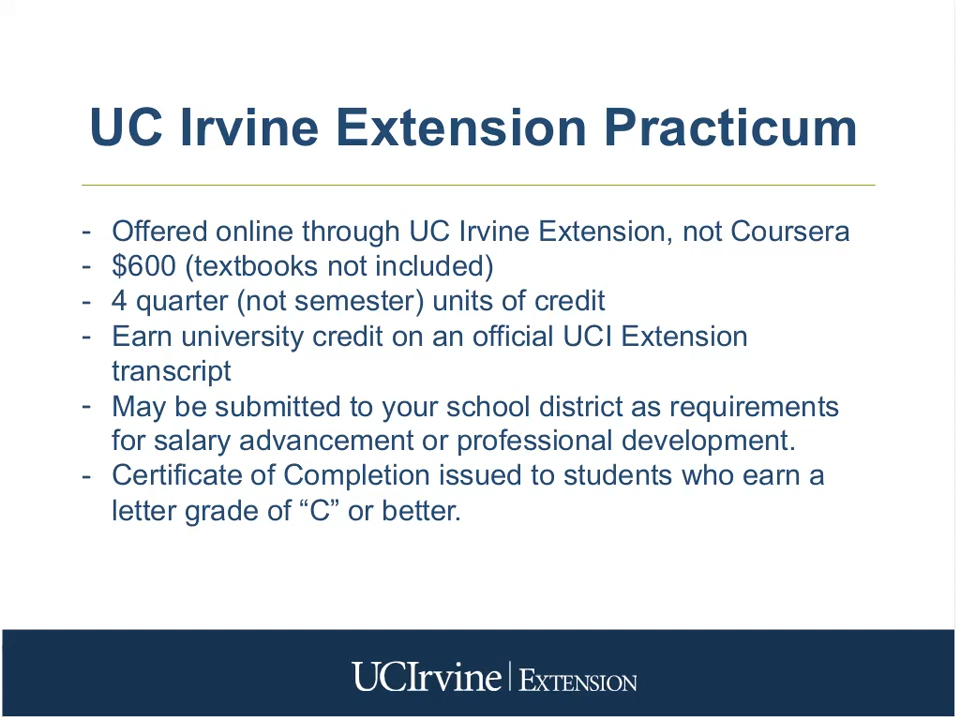 UC Irvine Extension Practicum
- Offered online through UC Irvine Extension, not Coursera
- $600 (textbooks not included)
- 4 quarter (not semester) units of credit
- Earn university credit on an official UCI Extension
transcript
- May be submitted to your school district as requirements
for salary advancement or professional development.
- Certificate of Completion issued to students who earn a
letter grade of “C” or better.
UCIrvine | EXTENSION